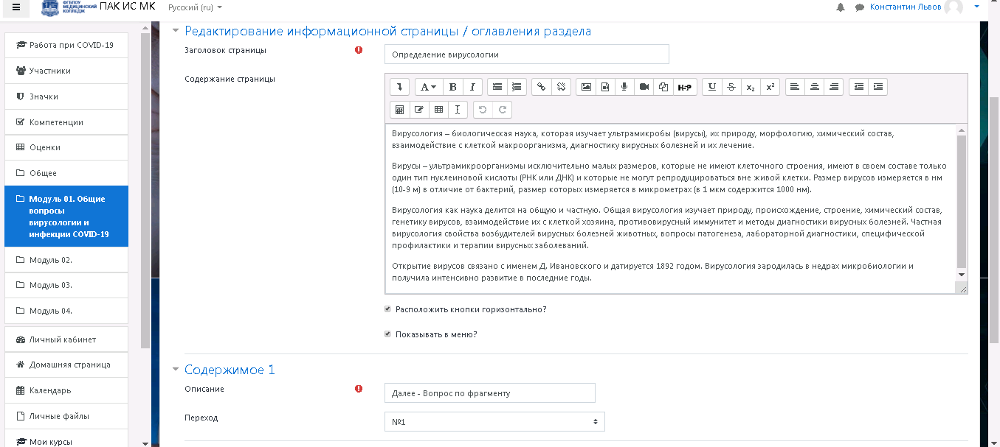 ФГБПОУ
МЕДИЦИНСКИЙ
КОЛЛЕДЖ
ПАК ИС МК
Русский (ru)
Константин Львов
Работа при COVID-19
Участники
Значки
Компетенции
Оценки
Общее
Модуль 01. Общие
вопросы
вирусологии и
инфекции COVID-19
Модуль 02.
Модуль 03.
Модуль 04.
Личный кабинет
Домашняя страница
Календарь
Личные файлы
Мои курсы
Редактирование информационной страницы / оглавления раздела
Заголовок страницы
Определение вирусологии
Содержание страницы
A B I
H-P
U S x₂ x²
Вирусология – биологическая наука, которая изучает ультрамикробы (вирусы), их природу, морфологию, химический состав,
взаимодействие с клеткой макроорганизма, диагностику вирусных болезней и их лечение.
Вирусы – ультрамикроорганизмы исключительно малых размеров, которые не имеют клеточного строения, имеют в своем составе только
один тип нуклеиновой кислоты (РНК или ДНК) и которые не могут репродуцироваться вне живой клетки. Размер вирусов измеряется в нм
(10-9 м) в отличие от бактерий, размер которых измеряется в микрометрах (в 1 мкм содержится 1000 нм).
Вирусология как наука делится на общую и частную. Общая вирусология изучает природу, происхождение, строение, химический состав,
генетику вирусов, взаимодействие их с клеткой хозяина, противовирусный иммунитет и методы диагностики вирусных болезней. Частная
вирусология свойства возбудителей вирусных болезней животных, вопросы патогенеза, лабораторной диагностики, специфической
профилактики и терапии вирусных заболеваний.
Открытие вирусов связано с именем Д. Ивановского и датируется 1892 годом. Вирусология зародилась в недрах микробиологии и
получила интенсивно развитие в последние годы.
Расположить кнопки горизонтально?
Показывать в меню?
Содержимое 1
Описание
Далее - Вопрос по фрагменту
Переход
№1